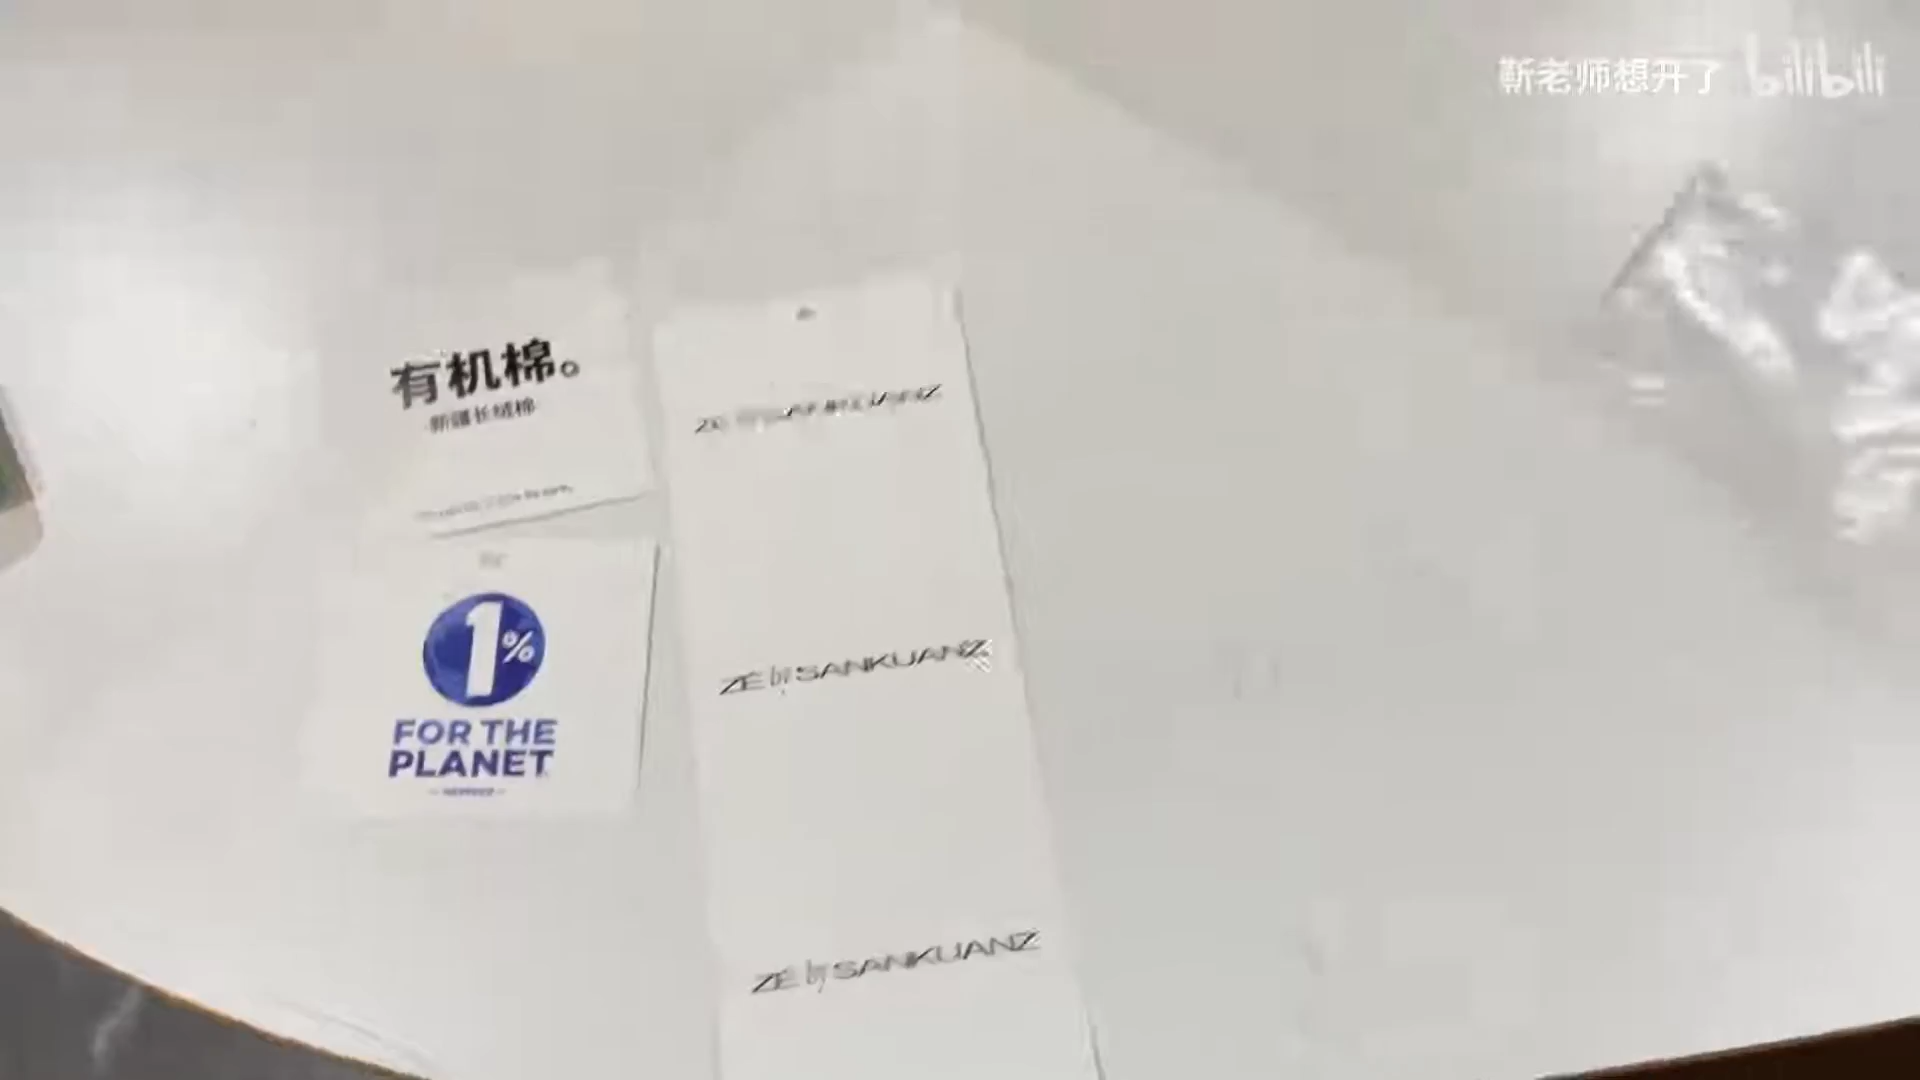 靳老师想开了 bilibili
有机棉。
新疆长绒棉
1%
FOR THE
PLANET
ZE by SANKUANZ
ZE by SANKUANZ